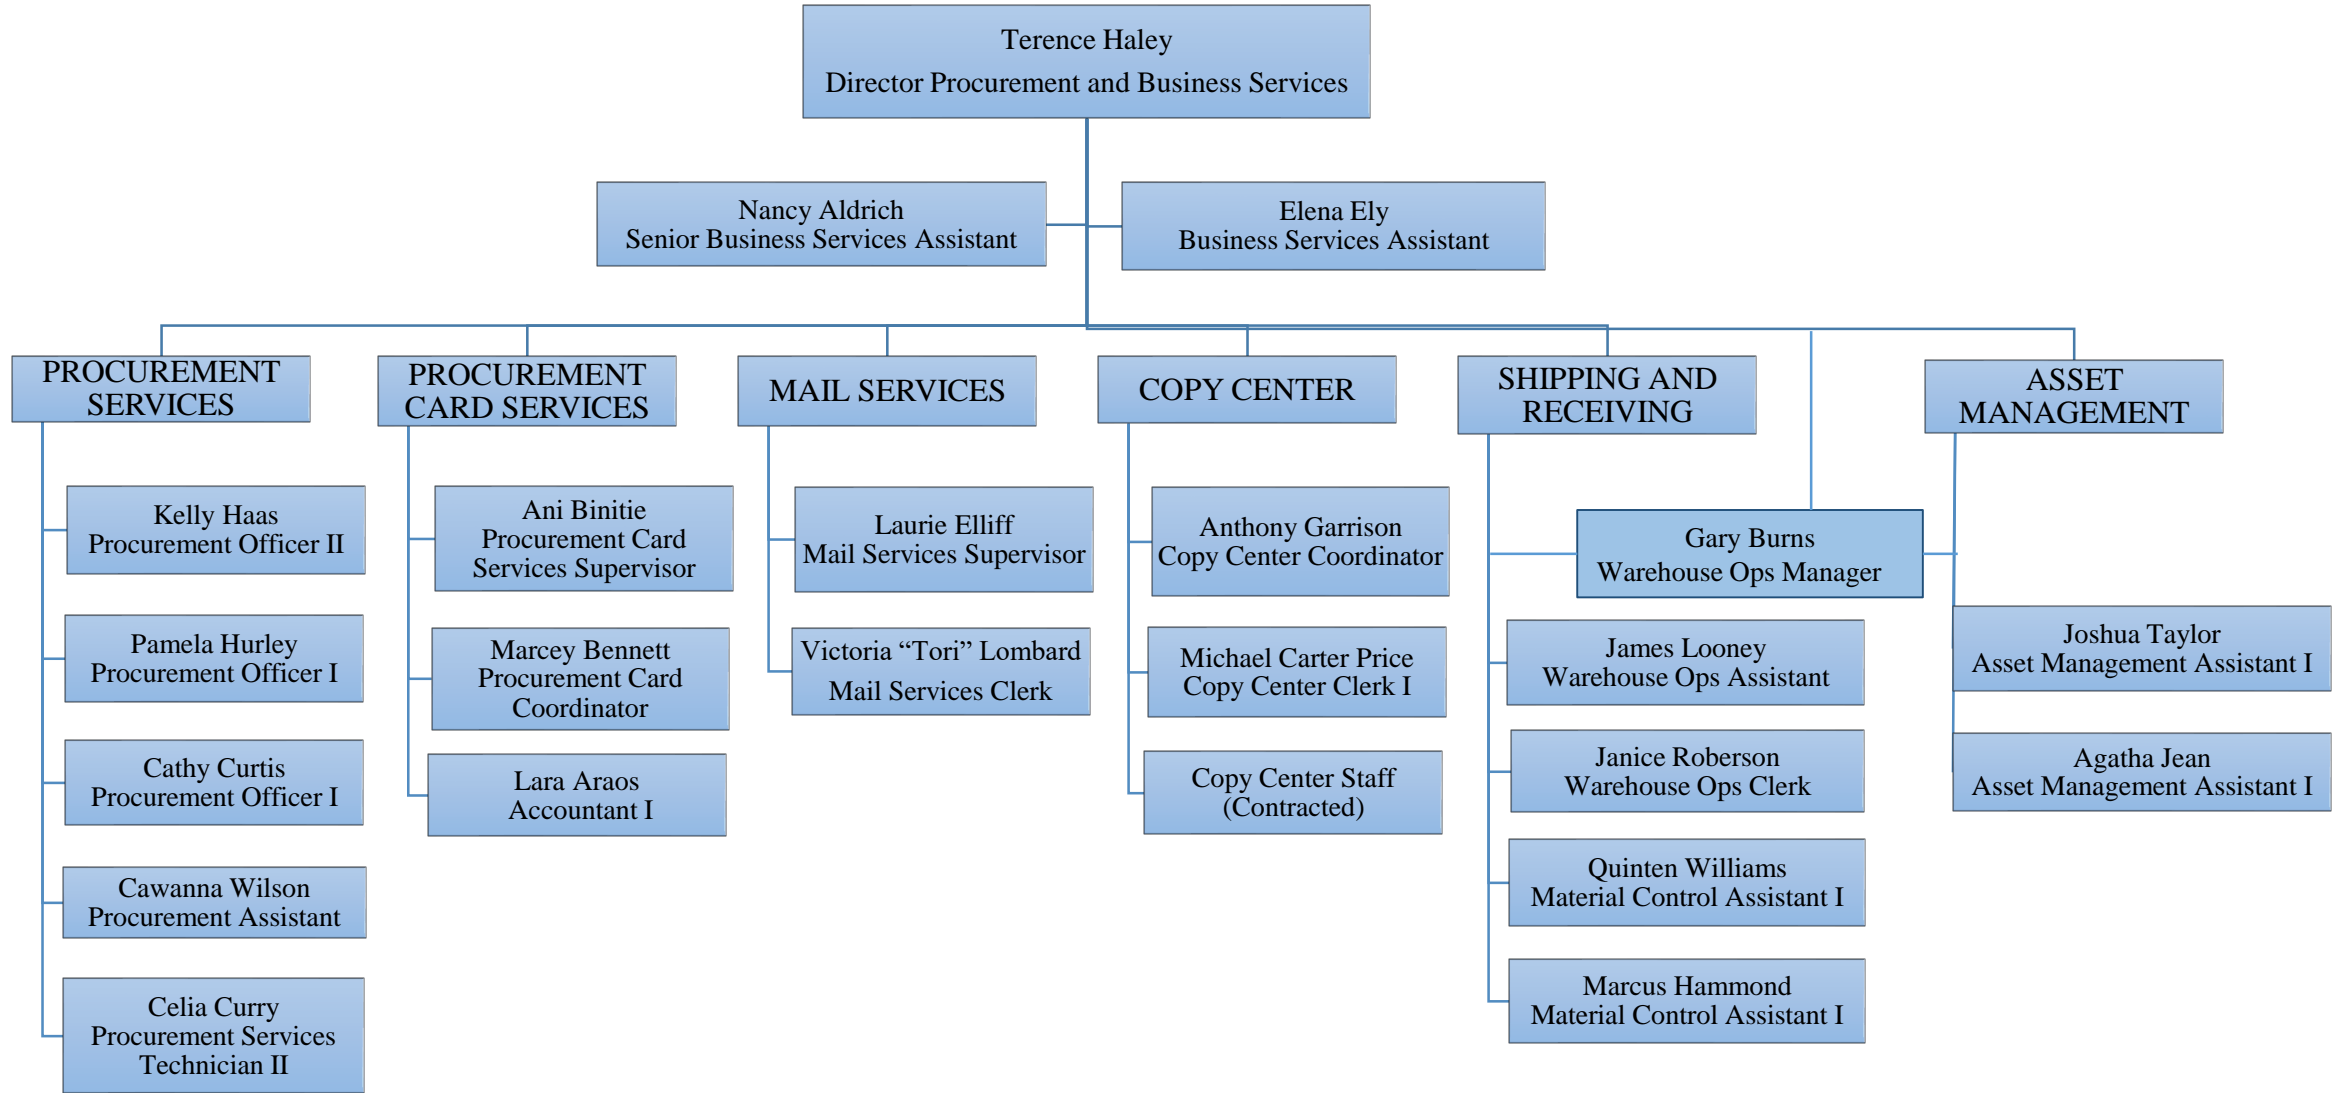 Terence Haley
Director Procurement and Business Services
Nancy Aldrich
Senior Business Services Assistant
Elena Ely
Business Services Assistant
PROCUREMENT
SERVICES
Kelly Haas
Procurement Officer II
Pamela Hurley
Procurement Officer I
Cathy Curtis
Procurement Officer I
Cawanna Wilson
Procurement Assistant
Celia Curry
Procurement Services
Technician II
PROCUREMENT
CARD SERVICES
Ani Binitie
Procurement Card
Services Supervisor
Marcey Bennett
Procurement Card
Coordinator
Lara Araos
Accountant I
MAIL SERVICES
Laurie Elliff
Mail Services Supervisor
Victoria “Tori” Lombard
Mail Services Clerk
COPY CENTER
Anthony Garrison
Copy Center Coordinator
Michael Carter Price
Copy Center Clerk I
Copy Center Staff
(Contracted)
SHIPPING AND
RECEIVING
Gary Burns
Warehouse Ops Manager
James Looney
Warehouse Ops Assistant
Janice Roberson
Warehouse Ops Clerk
Quinten Williams
Material Control Assistant I
Marcus Hammond
Material Control Assistant I
ASSET
MANAGEMENT
Joshua Taylor
Asset Management Assistant I
Agatha Jean
Asset Management Assistant I